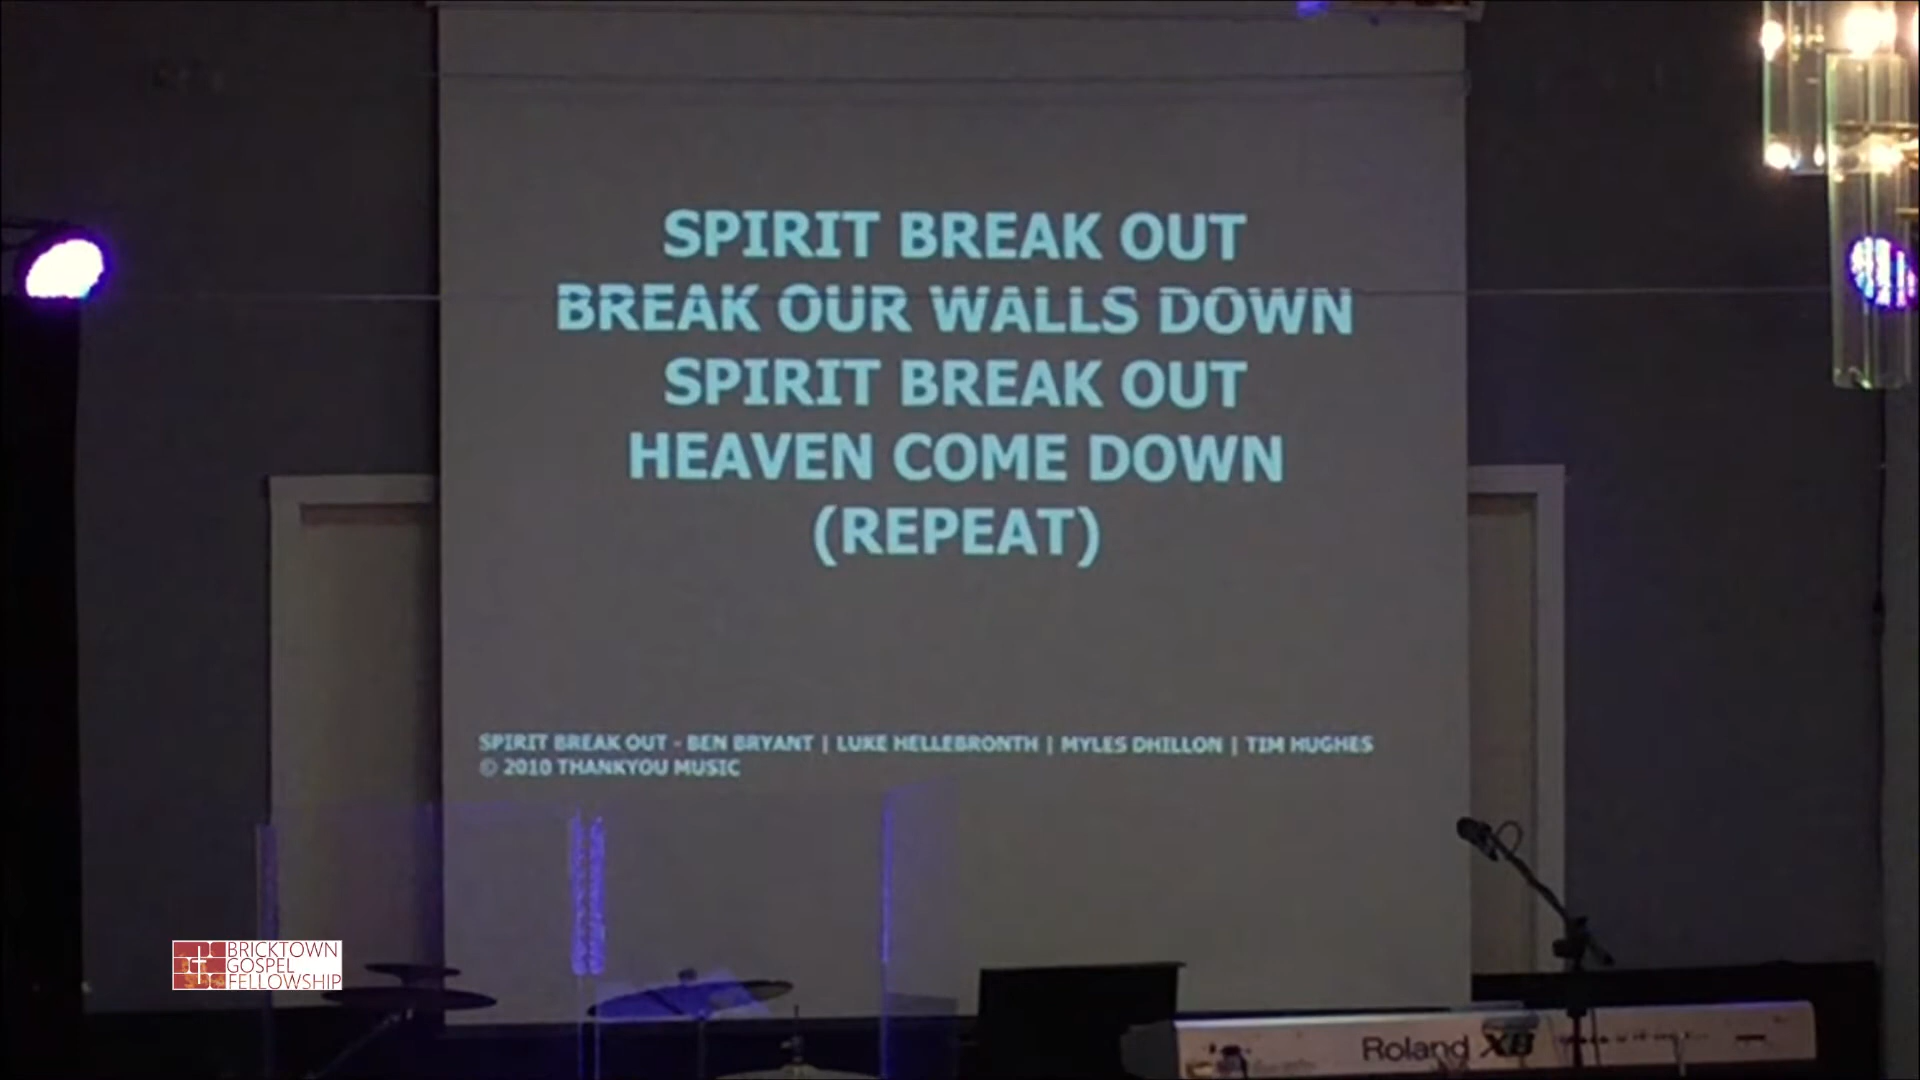 SPIRIT BREAK OUT
BREAK OUR WALLS DOWN
SPIRIT BREAK OUT
HEAVEN COME DOWN
(REPEAT)
SPIRIT BREAK OUT - BEN BRYANT | LUKE HELLEBRONTH | MYLES DHILLON | TIM HUGHES
© 2010 THANKYOU MUSIC
BRICKTOWN
GOSPEL
FELLOWSHIP
Roland X8